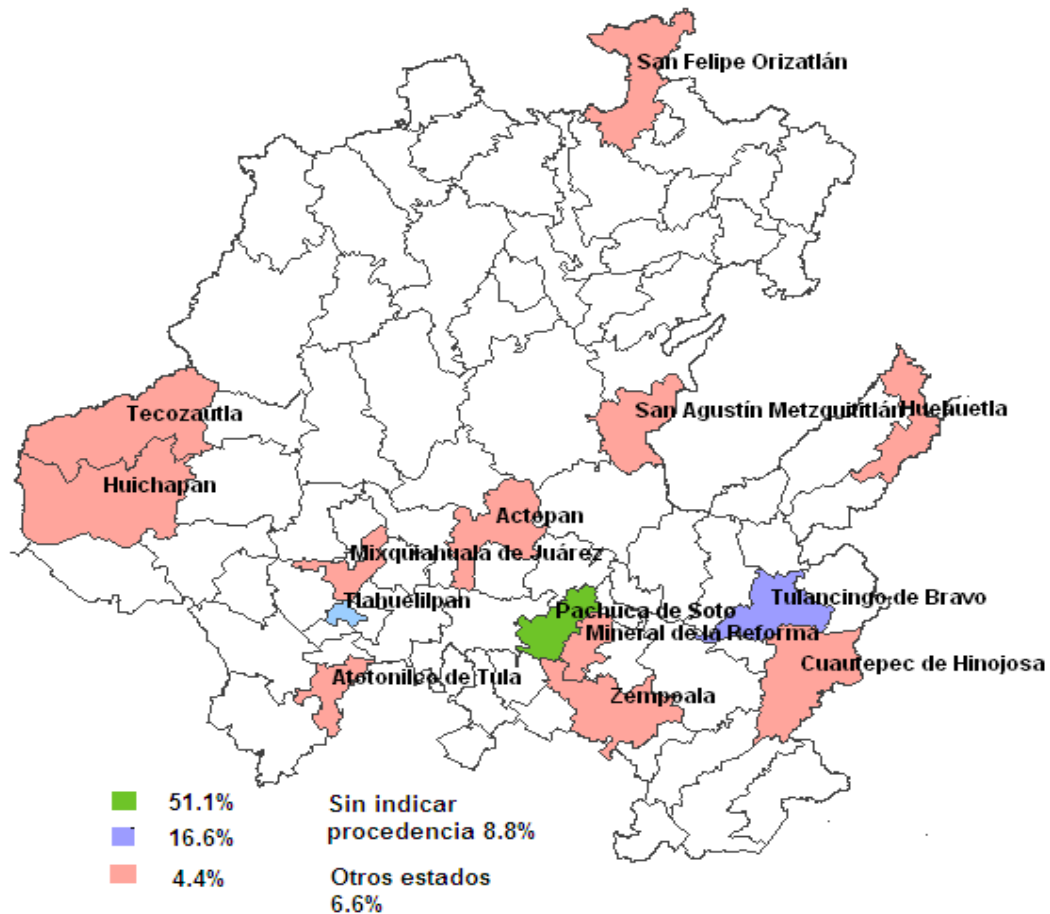 San Felipe Orizatlán
Tecozautla
San Agustín Metzquititlán
Huehuetla
Huichapan
Actopan
Mixquiahuala de Juárez
Tlahuelilpan
Tulancingo de Bravo
Pachuca de Soto
Mineral de la Reforma
Cuautepec de Hinojosa
Atotonilco de Tula
Zempoala
51.1%
Sin indicar
procedencia 8.8%
16.6%
4.4%
Otros estados
6.6%